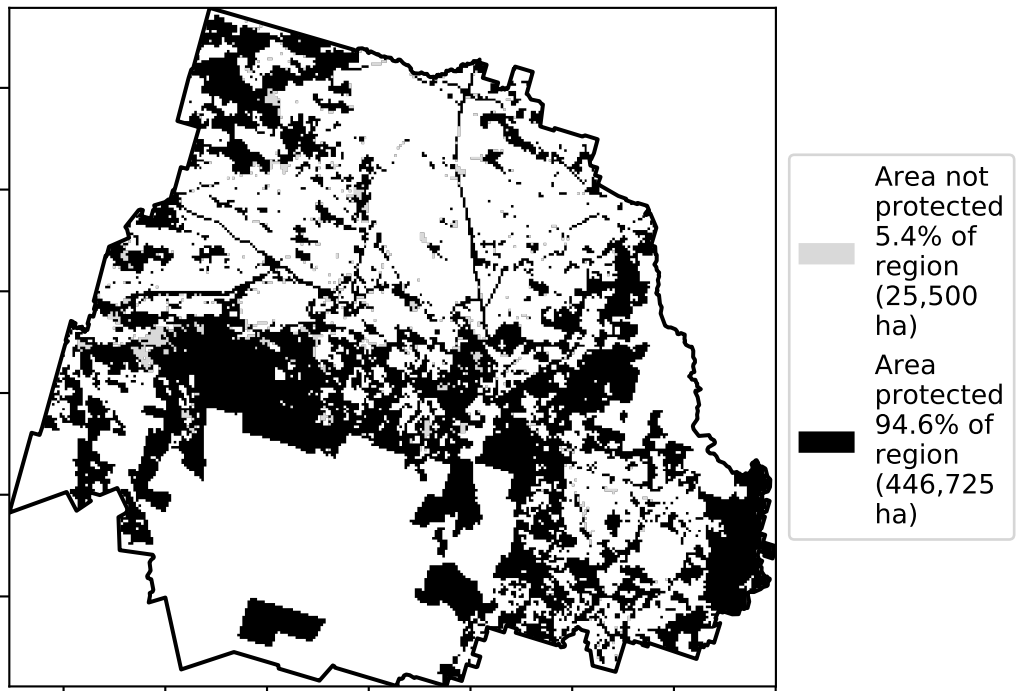 Area not
protected
5.4% of
region
(25,500
ha)
Area
protected
94.6% of
region
(446,725
ha)